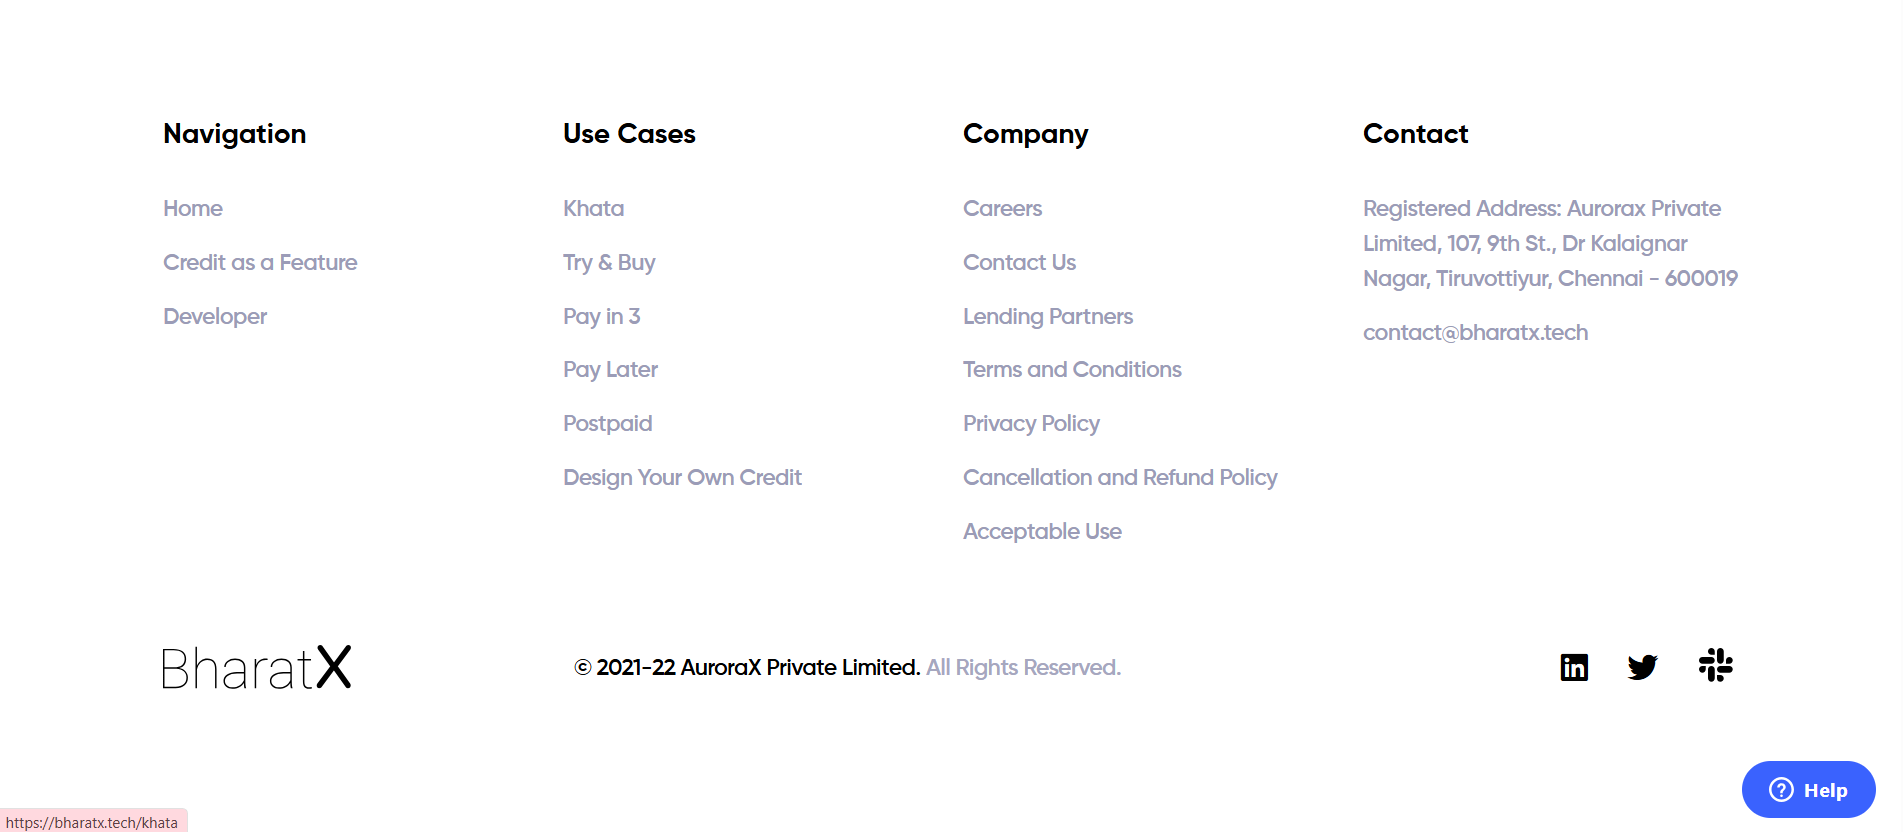 Navigation
Home
Credit as a Feature
Developer
Use Cases
Khata
Try & Buy
Pay in 3
Pay Later
Postpaid
Design Your Own Credit
Company
Careers
Contact Us
Lending Partners
Terms and Conditions
Privacy Policy
Cancellation and Refund Policy
Acceptable Use
Contact
Registered Address: Aurorax Private
Limited, 107, 9th St., Dr Kalaignar
Nagar, Tiruvottiyur, Chennai - 600019
contact@bharatx.tech
BharatX
© 2021-22 AuroraX Private Limited. All Rights Reserved.
in
? Help
https://bharatx.tech/khata